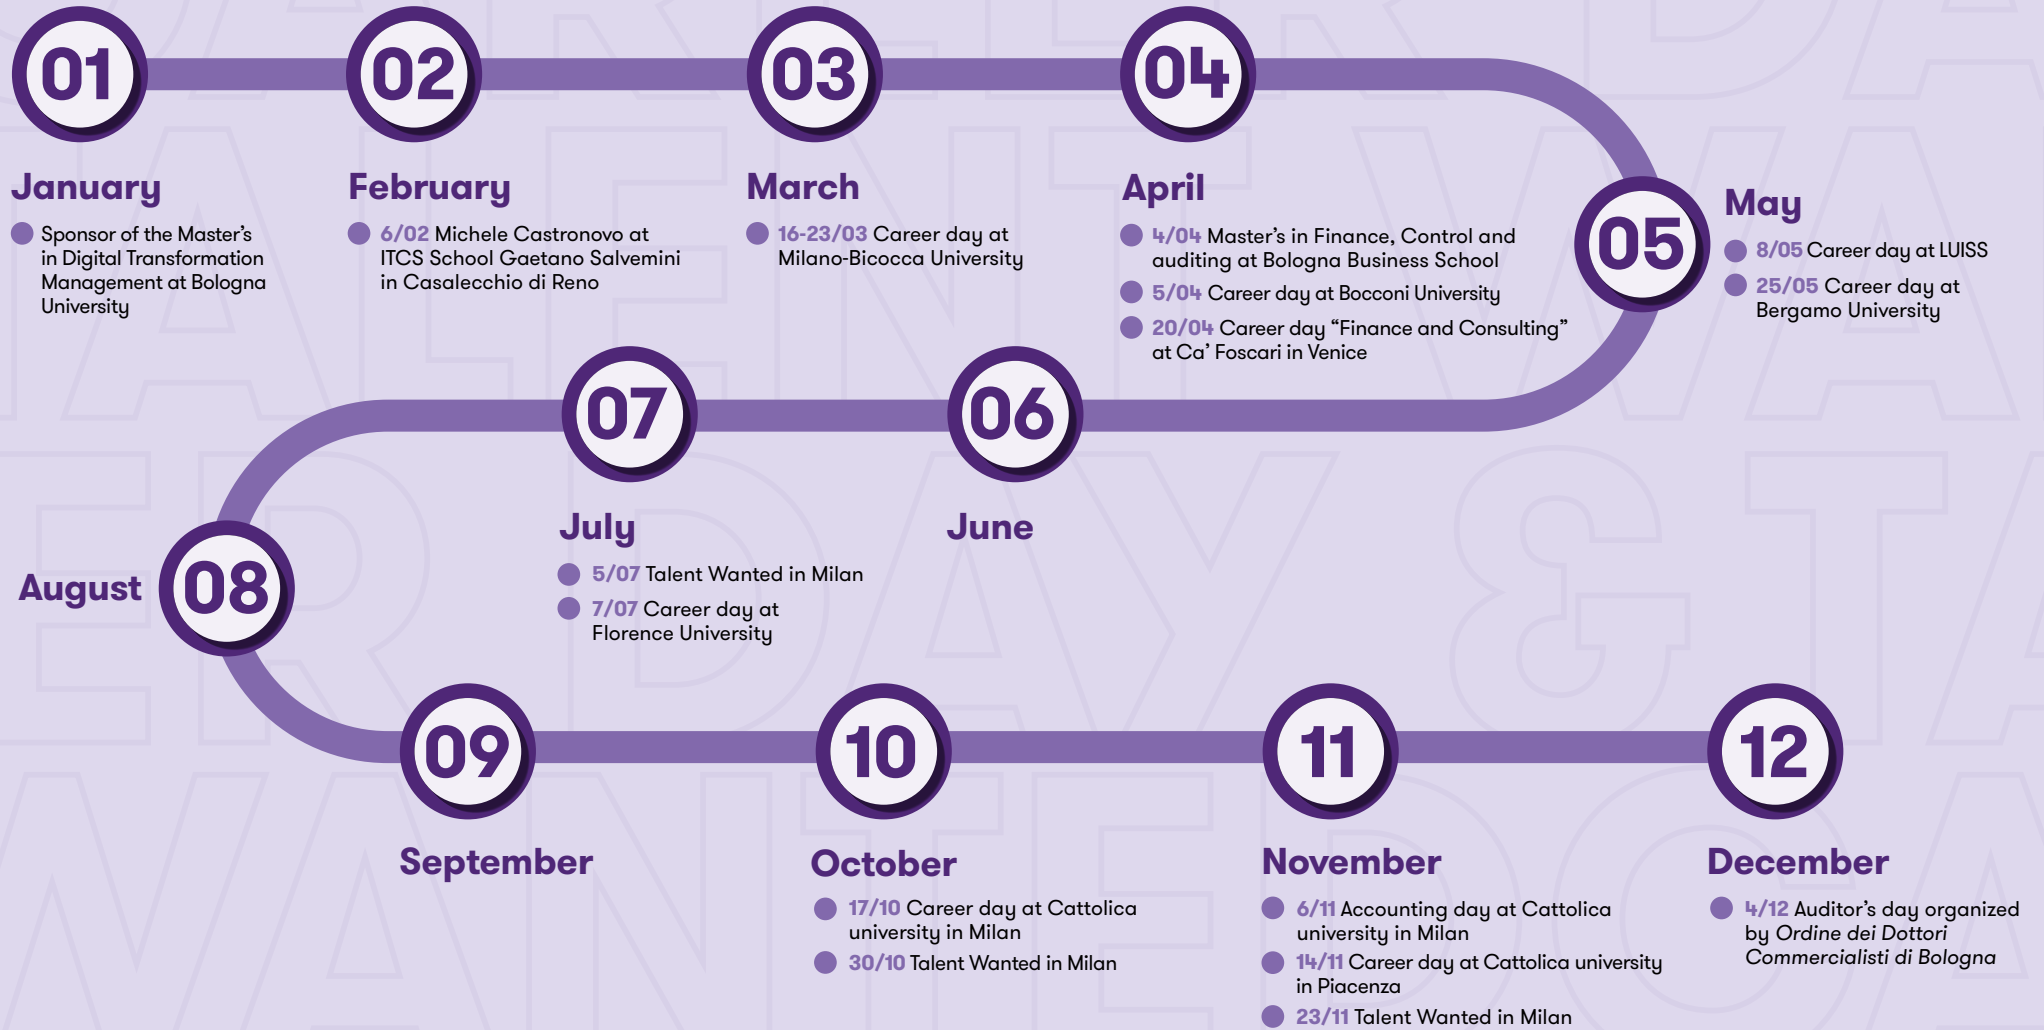 01
02
03
04
January
Sponsor of the Master’s
in Digital Transformation
Management at Bologna
University
February
6/02 Michele Castronovo at
ITCS School Gaetano Salvemini
in Casalecchio di Reno
March
16-23/03 Career day at
Milano-Bicocca University
April
4/04 Master’s in Finance, Control and
auditing at Bologna Business School
5/04 Career day at Bocconi University
20/04 Career day “Finance and Consulting”
at Ca’ Foscari in Venice
05
May
8/05 Career day at LUISS
25/05 Career day at
Bergamo University
07
06
July
5/07 Talent Wanted in Milan
7/07 Career day at
Florence University
June
August
08
09
10
11
12
September
October
17/10 Career day at Cattolica
university in Milan
30/10 Talent Wanted in Milan
November
6/11 Accounting day at Cattolica
university in Milan
14/11 Career day at Cattolica university
in Piacenza
23/11 Talent Wanted in Milan
December
4/12 Auditor’s day organized
by Ordine dei Dottori
Commercialisti di Bologna